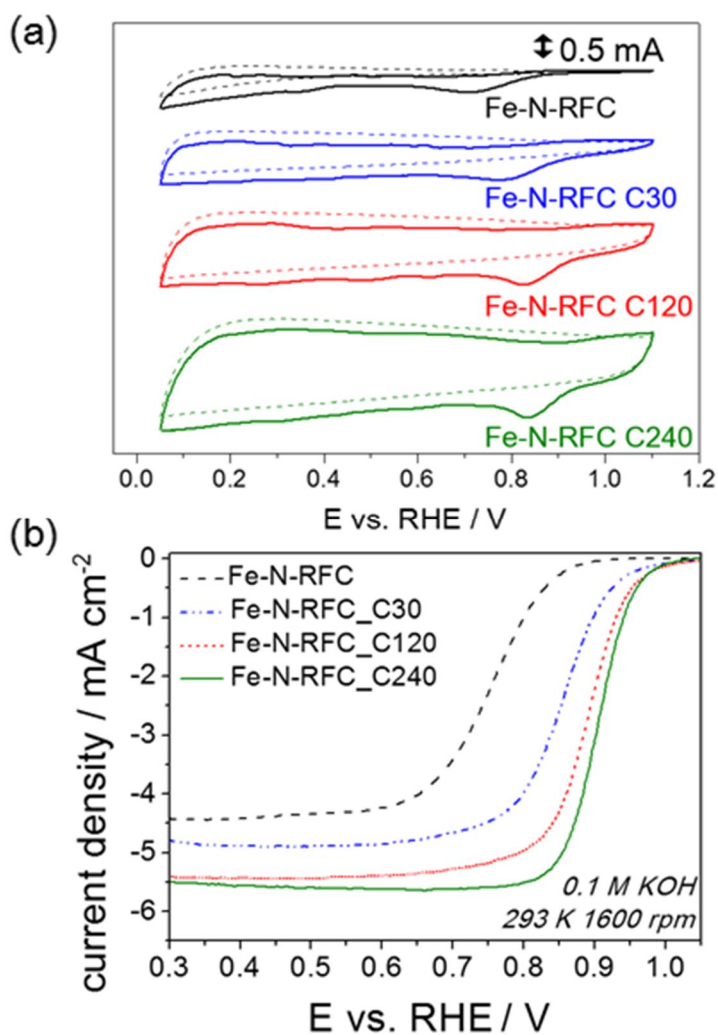 (a)
0.5 mA
Fe-N-RFC
Fe-N-RFC C30
Fe-N-RFC C120
Fe-N-RFC C240
0.0 0.2 0.4 0.6 0.8 1.0 1.2
E vs. RHE / V
(b)
0
-1
-2
-3
-4
-5
-6
current density / mA cm-2
Fe-N-RFC
Fe-N-RFC_C30
Fe-N-RFC_C120
Fe-N-RFC_C240
0.1 M KOH
293 K 1600 rpm
0.3 0.4 0.5 0.6 0.7 0.8 0.9 1.0
E vs. RHE / V